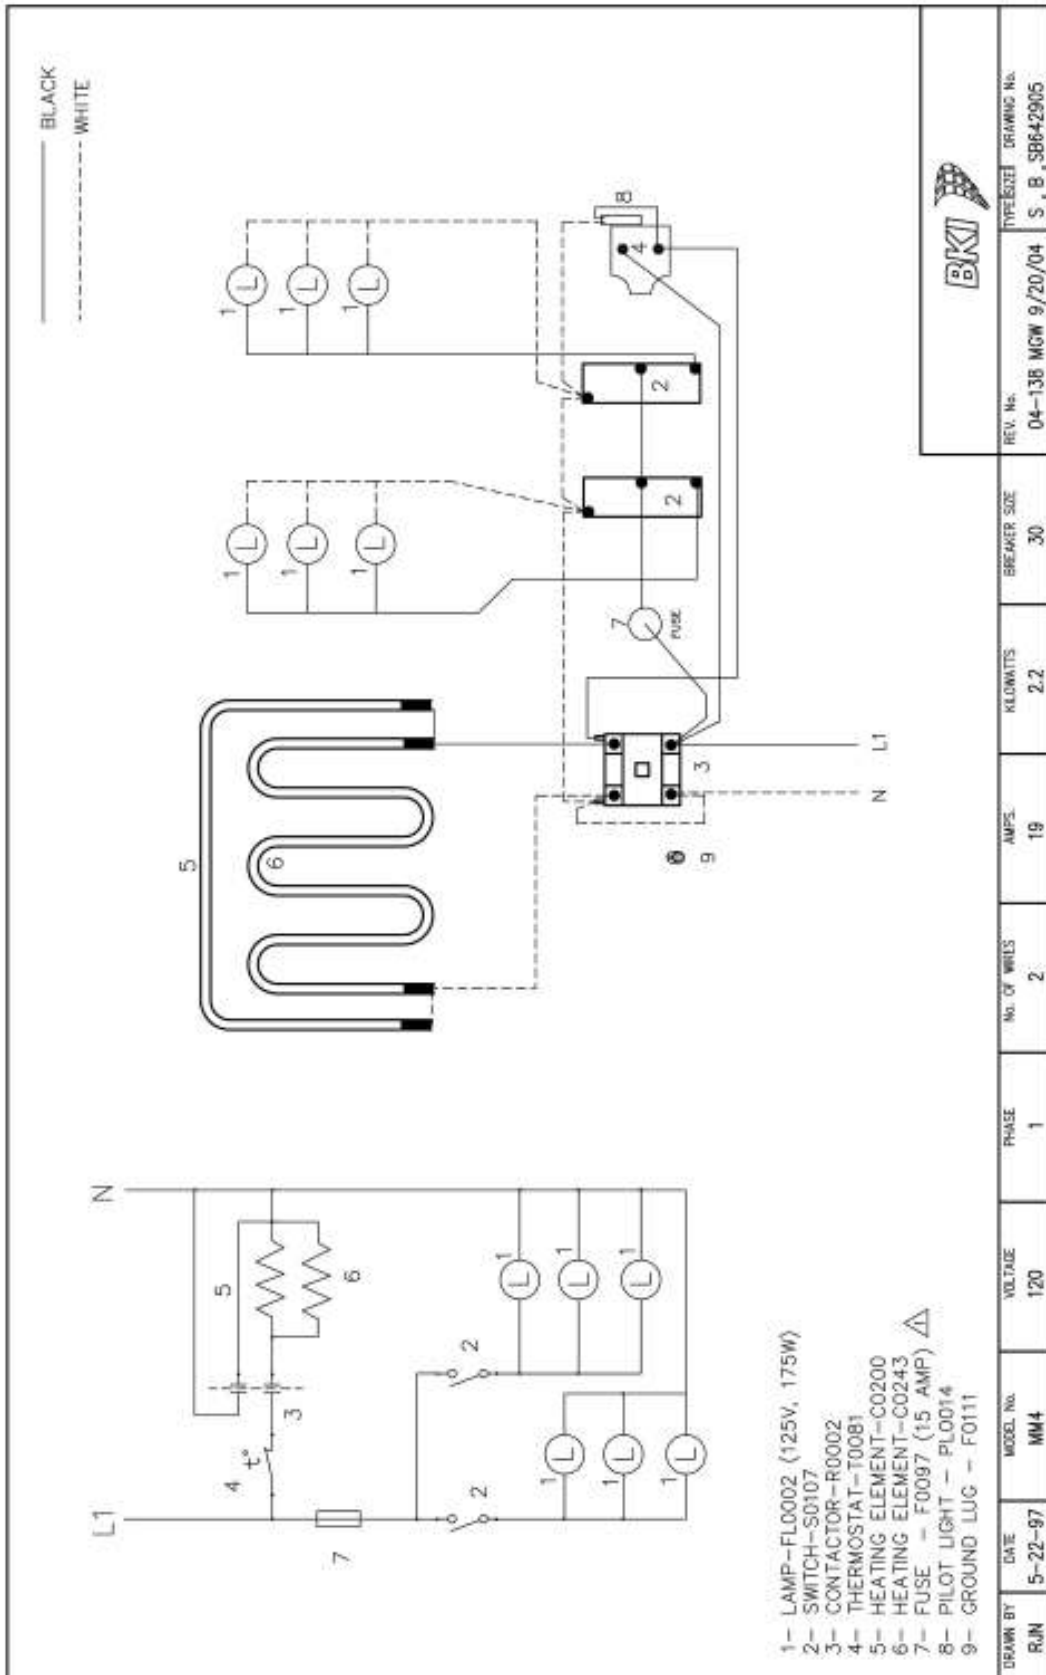 BLACK
WHITE
L1
N
4
t°
3
5
6
7
2
2
1
L
1
L
1
L
1
L
1
L
1
L
5
6
1
L
1
L
1
L
1
L
1
L
1
L
7
FUSE
2
2
4
8
3
9
N
L1
1- LAMP-FL0002 (125V, 175W)
2- SWITCH-S0107
3- CONTACTOR-R0002
4- THERMOSTAT-T0081
5- HEATING ELEMENT-C0200
6- HEATING ELEMENT-C0243
7- FUSE - F0097 (15 AMP) 1
8- PILOT LIGHT - PL0014
9- GROUND LUG - F0111
BKI
DRAWN BY DATE MODEL No. VOLTAGE PHASE No. OF WIRES AMPS. KILOWATTS BREAKER SIZE REV. No. TYPE SIZE DRAWING No.
RJN 5-22-97 MM4 120 1 2 19 2.2 30 04-138 MGW 9/20/04 S B SB642905